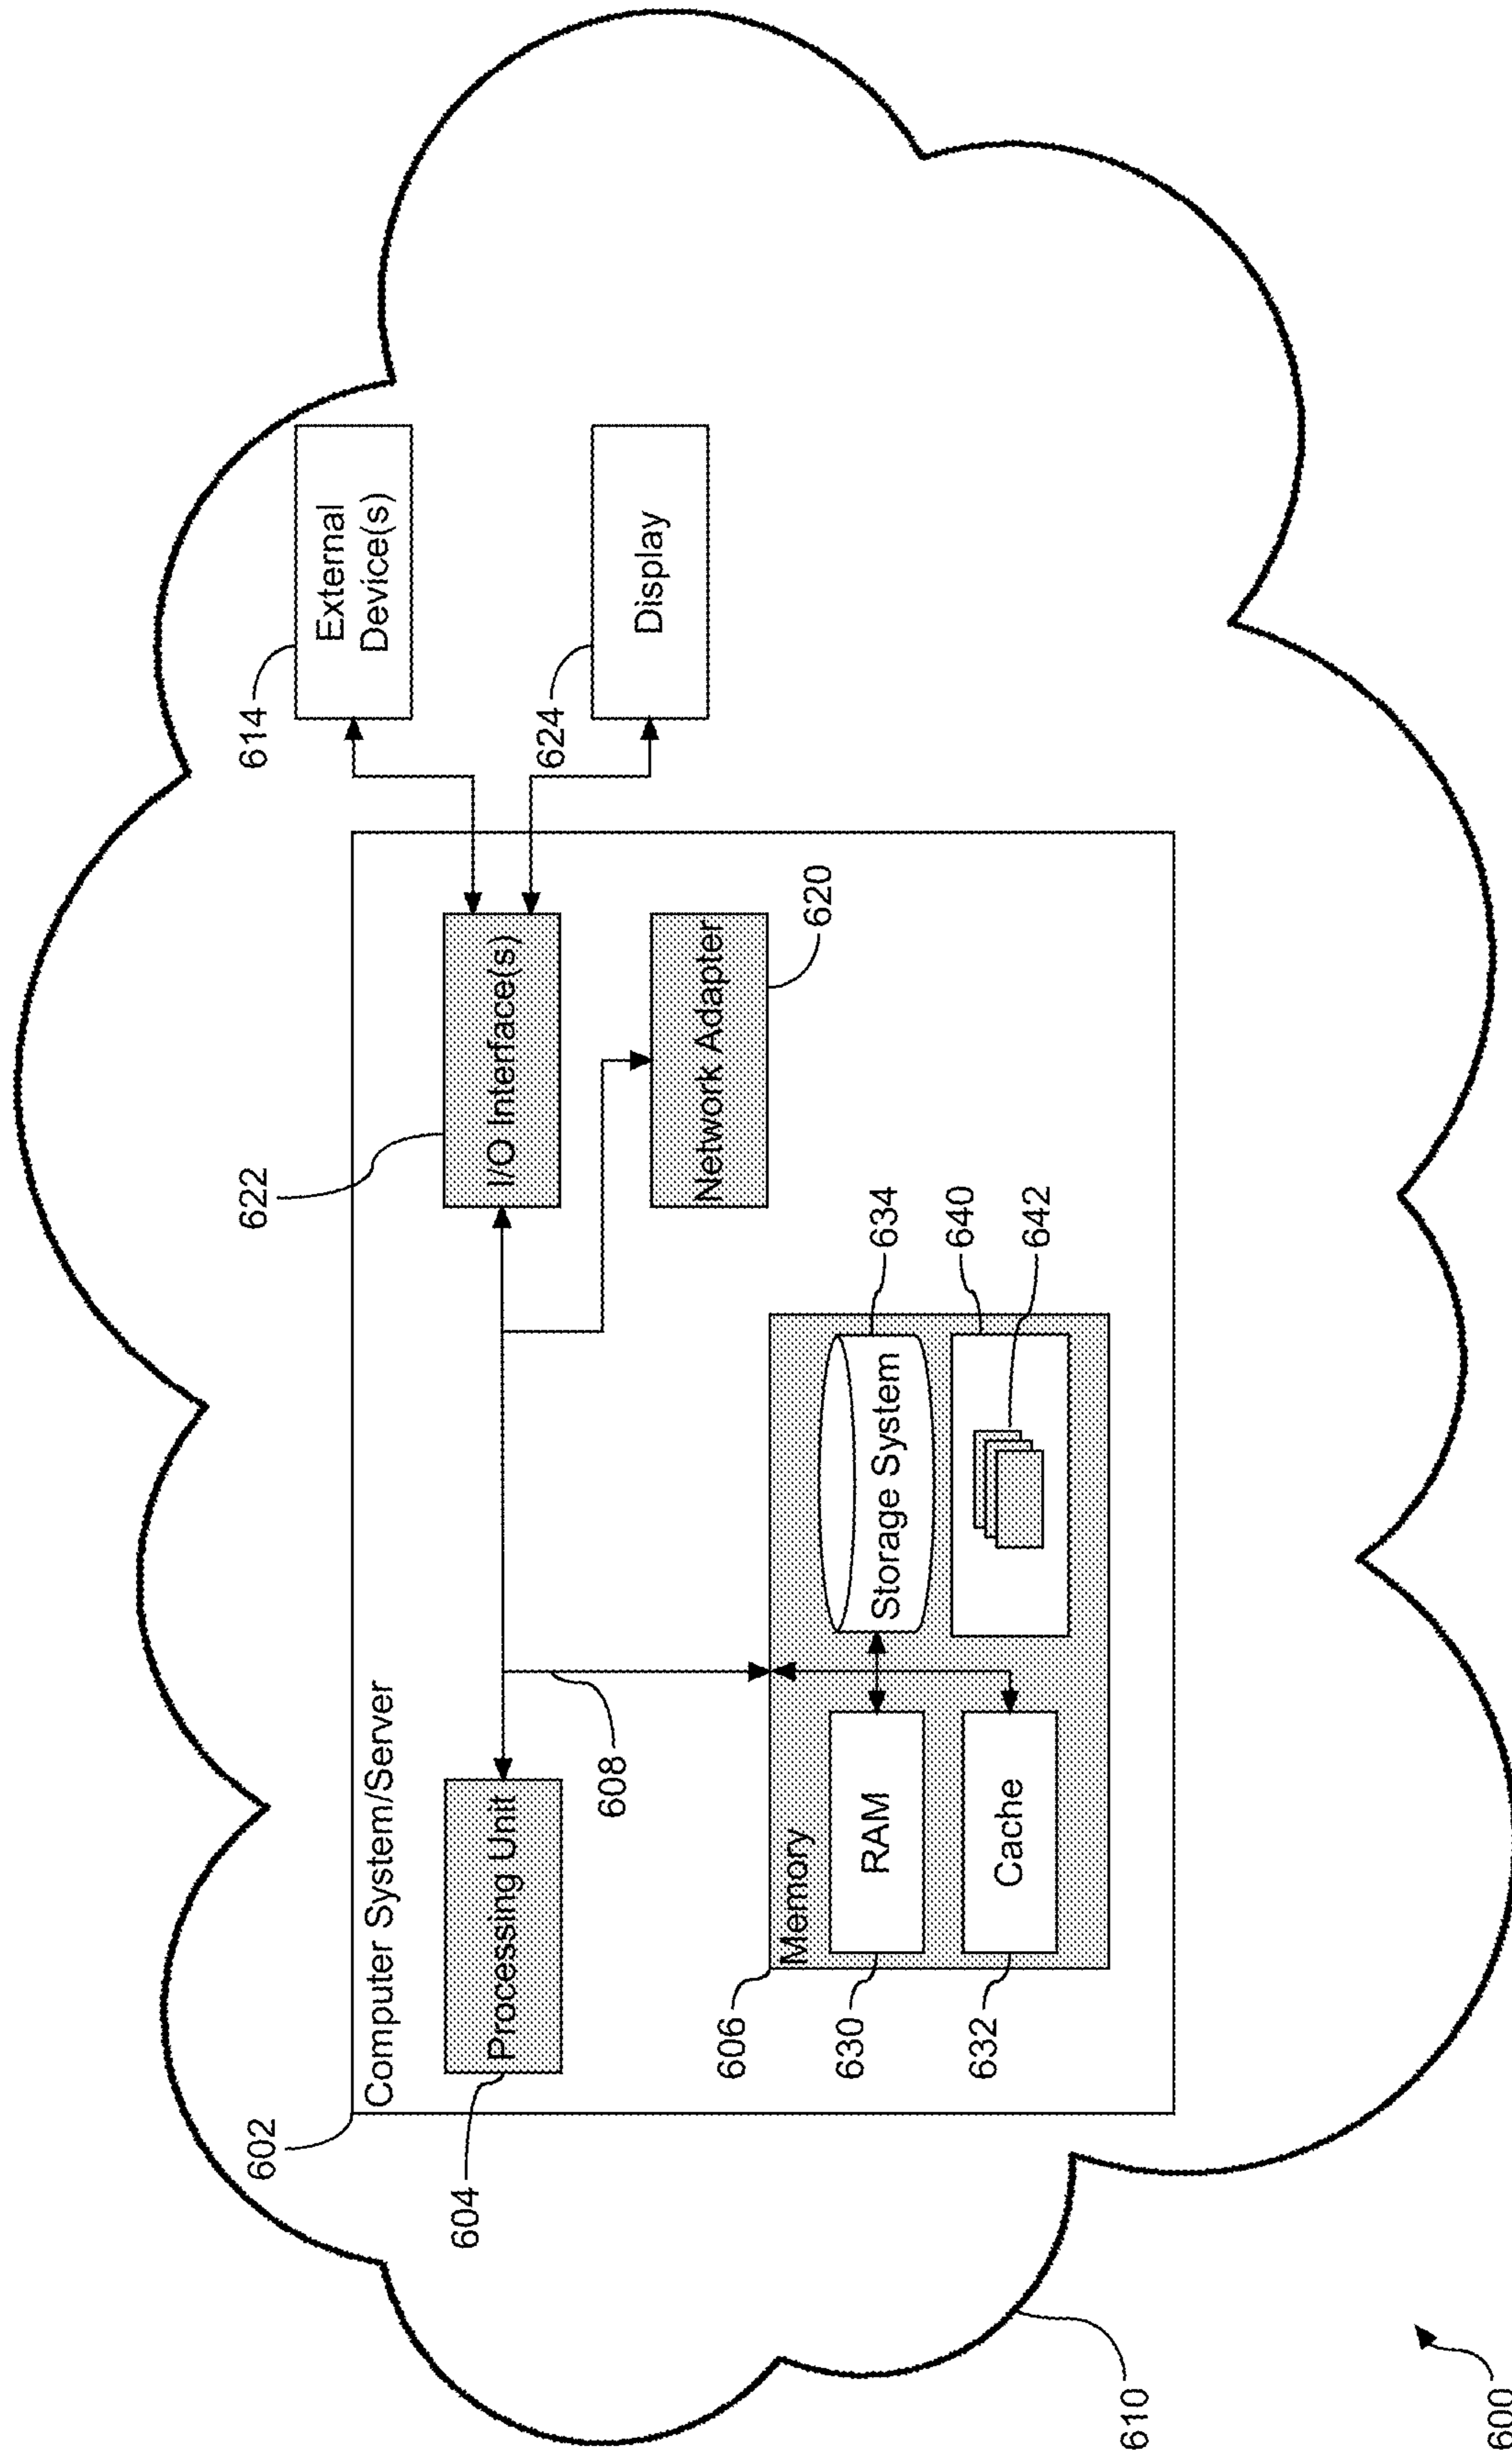 602
Computer System/Server
604
Processing Unit
608
622
I/O Interface(s)
614
External
Device(s)
624
Display
Network Adapter
620
606
Memory
630
RAM
Storage System
634
632
Cache
640
642
610
600